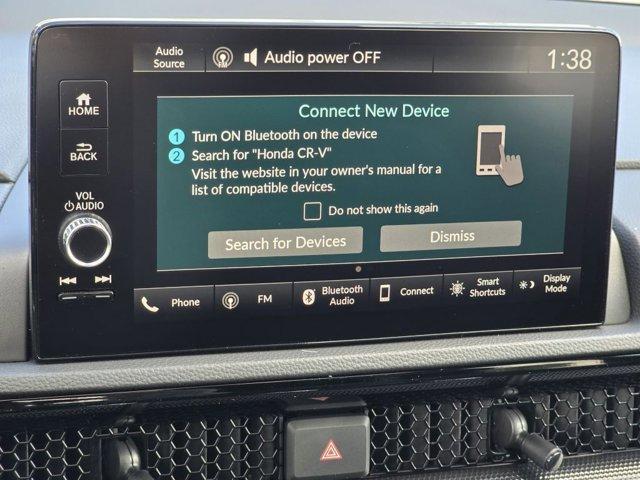 Audio
Source
FM
Audio power OFF
1:38
HOME
BACK
VOL
AUDIO
Connect New Device
1 Turn ON Bluetooth on the device
2 Search for "Honda CR-V"
Visit the website in your owner's manual for a
list of compatible devices.
Do not show this again
Search for Devices
Dismiss
Phone
FM
Bluetooth
Audio
Connect
Smart
Shortcuts
Display
Mode